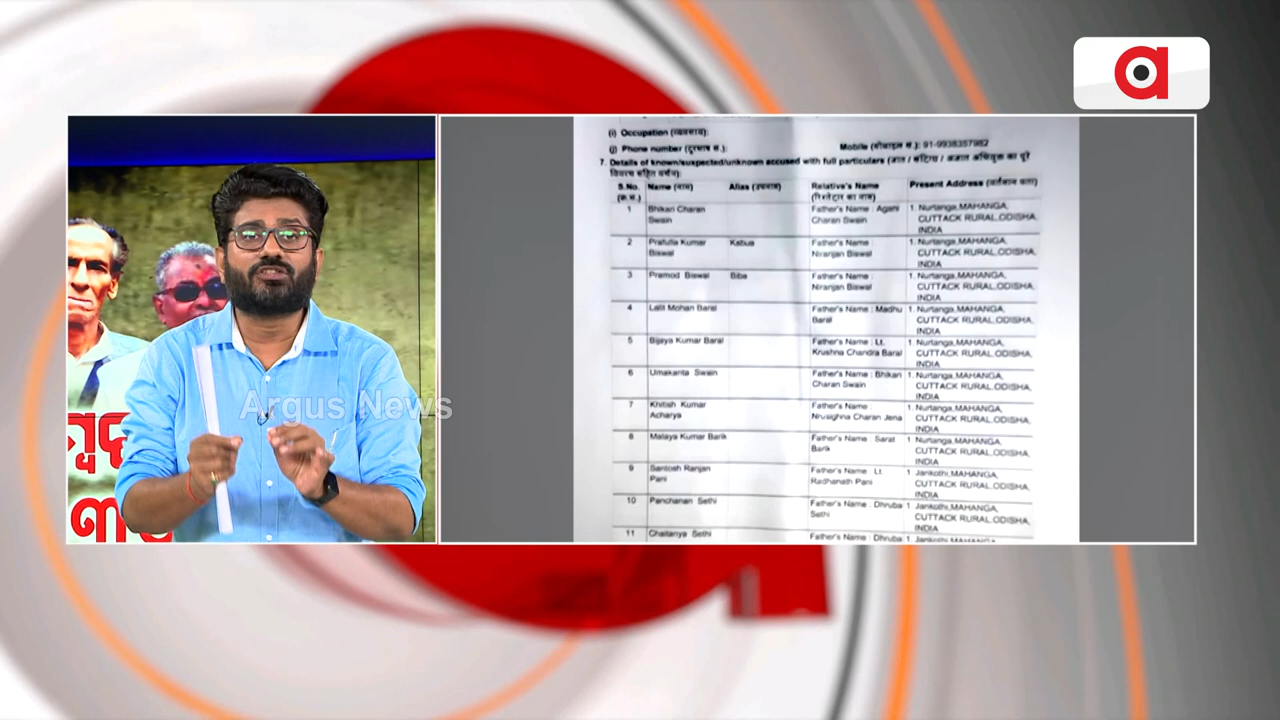 a
Argus News
(i) Occupation (व्यवसाय):
(j) Phone number (दूरभाष सं.): Mobile (मोबाइल सं.): 91-9938357982
7. Details of known/suspected/unknown accused with full particulars (ज्ञात / संदिग्ध / अज्ञात अभियुक्त का पूरे
विवरण सहित वर्णन):
S.No. Name (नाम) Alias (उपनाम) Relative's Name Present Address (वर्तमान पता)
(क्र.सं.) (रिश्तेदार का नाम)
1 Bhikari Charan Father's Name : Agani 1. Nurtanga,MAHANGA,
Swain Charan Swain CUTTACK RURAL,ODISHA,
INDIA
2 Prafulla Kumar Kabua Father's Name : 1. Nurtanga,MAHANGA,
Biswal Niranjan Biswal CUTTACK RURAL,ODISHA,
INDIA
3 Pramod Biswal Biba Father's Name : 1. Nurtanga,MAHANGA,
Niranjan Biswal CUTTACK RURAL,ODISHA,
INDIA
4 Lalit Mohan Baral Father's Name : Madhu 1. Nurtanga,MAHANGA,
Baral CUTTACK RURAL,ODISHA,
INDIA
5 Bijaya Kumar Baral Father's Name : Lt. 1. Nurtanga,MAHANGA,
Krushna Chandra Baral CUTTACK RURAL,ODISHA,
INDIA
6 Umakanta Swain Father's Name : Bhikari 1. Nurtanga,MAHANGA,
Charan Swain CUTTACK RURAL,ODISHA,
INDIA
7 Khitish Kumar Father's Name : 1. Nurtanga,MAHANGA,
Acharya Nrusighna Charan Jena CUTTACK RURAL,ODISHA,
INDIA
8 Malaya Kumar Barik Father's Name : Sarat 1. Nurtanga,MAHANGA,
Barik CUTTACK RURAL,ODISHA,
INDIA
9 Santosh Ranjan Father's Name : Lt 1. Jankothi,MAHANGA,
Pani Radhanath Pani CUTTACK RURAL,ODISHA,
INDIA
10 Panchanan Sethi Father's Name : Dhruba 1. Jankothi,MAHANGA,
Sethi CUTTACK RURAL,ODISHA,
INDIA
11 Chaitanya Sethi Father's Name : Dhruba 1. Jankothi,MAHANGA,